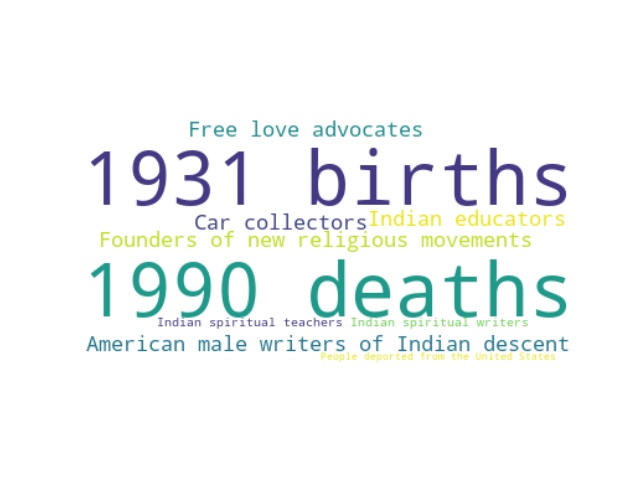 Free love advocates
1931 births
Car collectors
Indian educators
Founders of new religious movements
1990 deaths
Indian spiritual teachers
Indian spiritual writers
American male writers of Indian descent
People deported from the United States